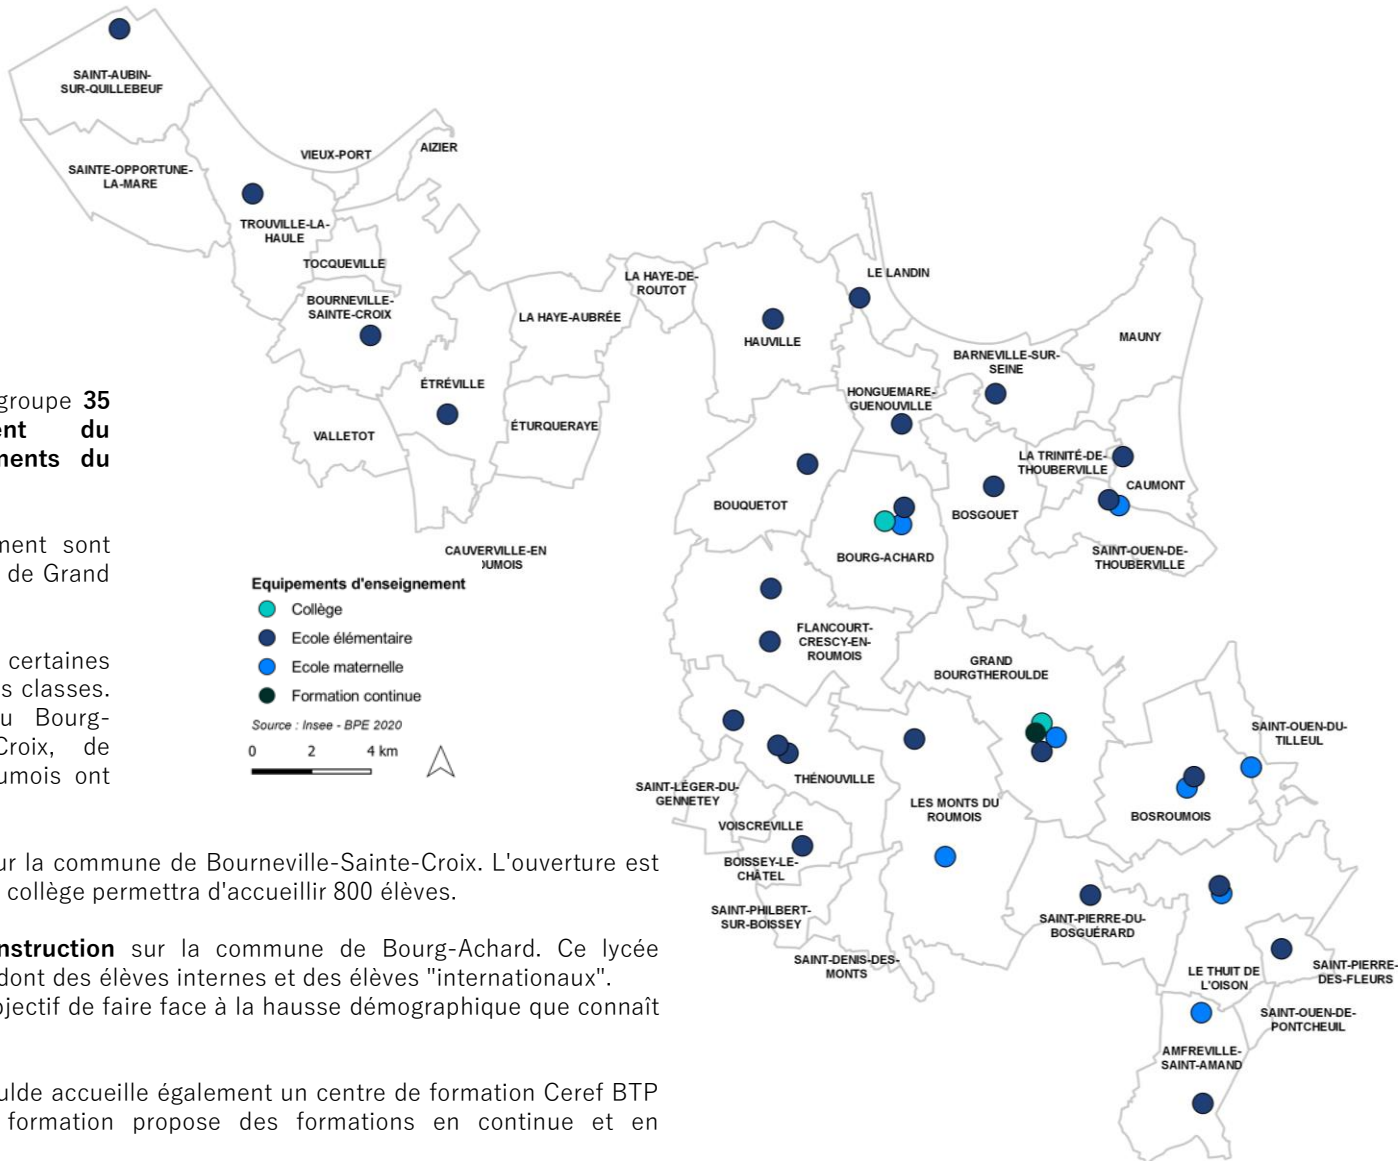 SAINT-AUBIN-
SUR-QUILLEBEUF
SAINTE-OPPORTUNE-
LA-MARE
VIEUX-PORT
AIZIER
TROUVILLE-LA-
HAULE
TOCQUEVILLE
BOURNEVILLE-
SAINTE-CROIX
LA HAYE-AUBRÉE
LA HAYE-DE-
ROUTOT
ÉTRÉVILLE
VALLETOT
ÉTURQUERAYE
CAUVERVILLE-EN
HAUVILLE
LE LANDIN
BARNEVILLE-SUR-
SEINE
MAUNY
HONGUEMARE-
GUENOUVILLE
LA TRINITÉ-DE-
THOUBERVILLE
CAUMONT
BOUQUETOT
BOSGOUET
BOURG-ACHARD
SAINT-OUEN-DE-
THOUBERVILLE
FLANCOURT-
CRESCY-EN-
ROUMOIS
GRAND
BOURGTHEROULDE
SAINT-OUEN-DU-
TILLEUL
THÉNOUVILLE
SAINT-LÉGER-DU-
GENNETEY
LES MONTS DU
ROUMOIS
BOSROUMOIS
VOISCREVILLE
BOISSEY-LE-
CHÂTEL
SAINT-PHILBERT-
SUR-BOISSEY
SAINT-DENIS-DES-
MONTS
SAINT-PIERRE-DU-
BOSGUÉRARD
LE THUIT DE
L'OISON
SAINT-PIERRE-
DES-FLEURS
SAINT-OUEN-DE-
PONTCHEUIL
AMFREVILLE-
SAINT-AMAND
Equipements d'enseignement
Collège
Ecole élémentaire
Ecole maternelle
Formation continue
Source : Insee - BPE 2020
0 2 4 km
groupe 35
ent du
ments du
ment sont
de Grand
certaines
s classes.
u Bourg-
Croix, de
umois ont
ur la commune de Bourneville-Sainte-Croix. L'ouverture est
collège permettra d'accueillir 800 élèves.
nstruction sur la commune de Bourg-Achard. Ce lycée
dont des élèves internes et des élèves "internationaux".
bjectif de faire face à la hausse démographique que connaît
ulde accueille également un centre de formation Ceref BTP
formation propose des formations en continue et en